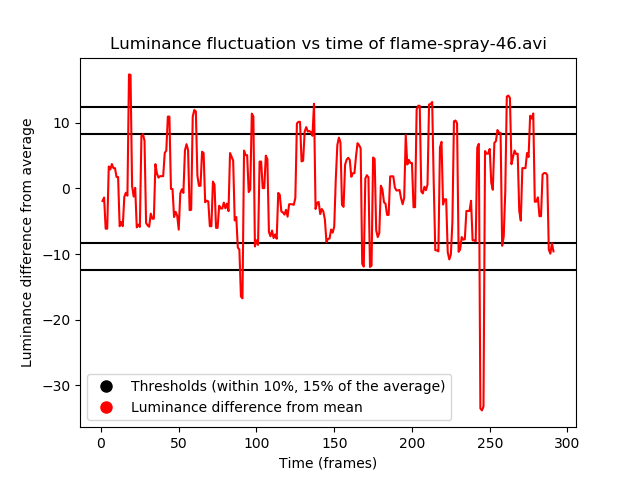 Luminance fluctuation vs time of flame-spray-46.avi
Luminance difference from average
10
0
−10
−20
−30
Thresholds (within 10%, 15% of the average)
Luminance difference from mean
0 50 100 150 200 250 300
Time (frames)